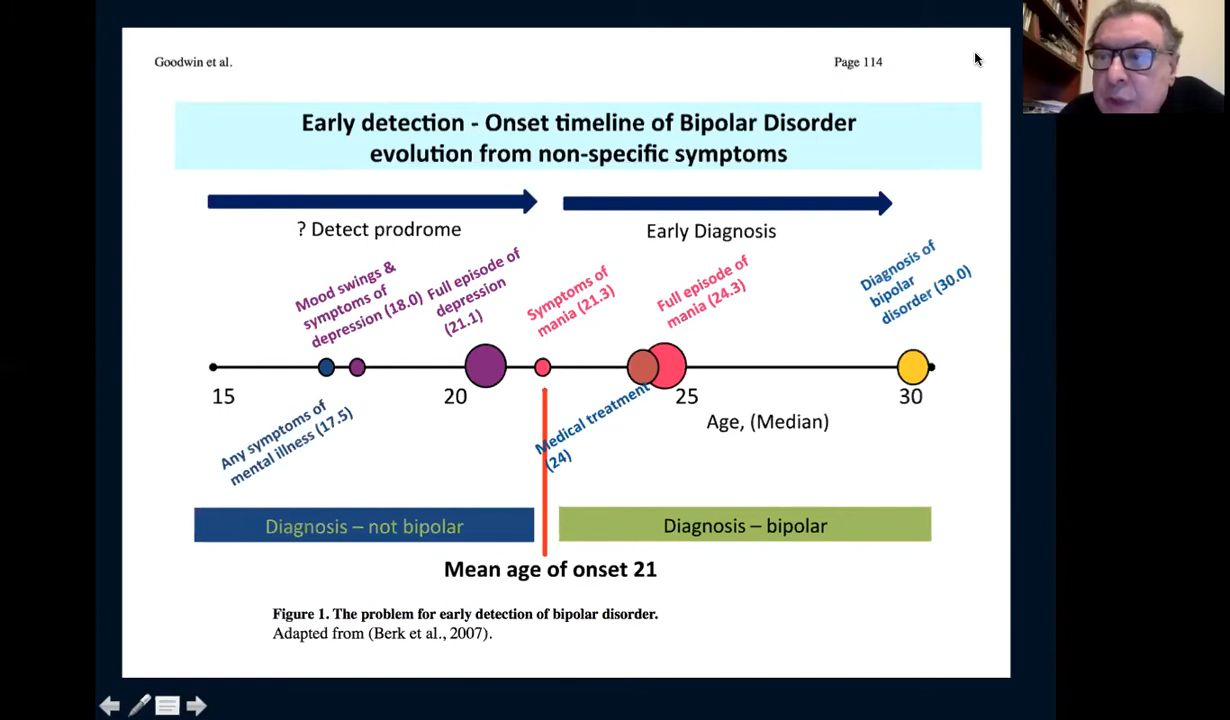 Goodwin et al.
Page 114
Early detection - Onset timeline of Bipolar Disorder
evolution from non-specific symptoms
? Detect prodrome
Early Diagnosis
Mood swings &
symptoms of
depression (18.0)
Full episode of
depression
(21.1)
Symptoms of
mania (21.3)
Full episode of
mania (24.3)
Diagnosis of
bipolar
disorder (30.0)
15
20
25
30
Age, (Median)
Any symptoms of
mental illness (17.5)
Medical treatment
(24)
Diagnosis – not bipolar
Diagnosis – bipolar
Mean age of onset 21
Figure 1. The problem for early detection of bipolar disorder.
Adapted from (Berk et al., 2007).